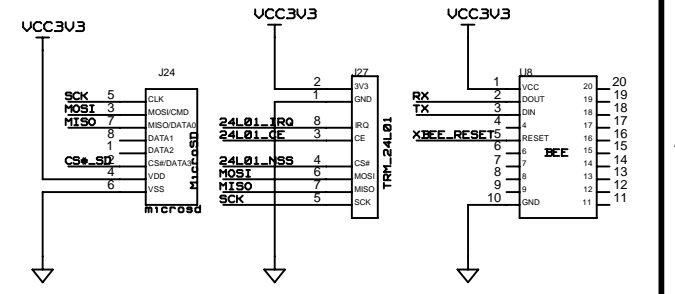 VCC3V3
J24
SCK 5 CLK
MOSI 3 MOSI/CMD
MISO 7 MISO/DATA0
8 DATA1
1 DATA2
CS*_SD 2 CS#/DATA3
4 VDD
6 VSS
MicroSD
microsd
VCC3V3
J27
2 3V3
1 GND
24L01_IRQ 8 IRQ
24L01_CE 3 CE
24L01_NSS 4 CS#
MOSI 6 MOSI
MISO 7 MISO
SCK 5 SCK
TRM_24L01
VCC3V3
U8
1 VCC 20 20
RX 2 DOUT 19 19
TX 3 DIN 18 18
4 4 17 17
XBEE_RESET 5 RESET 16 16
6 6 BEE 15 15
7 7 14 14
8 8 13 13
9 9 12 12
10 GND 11 11